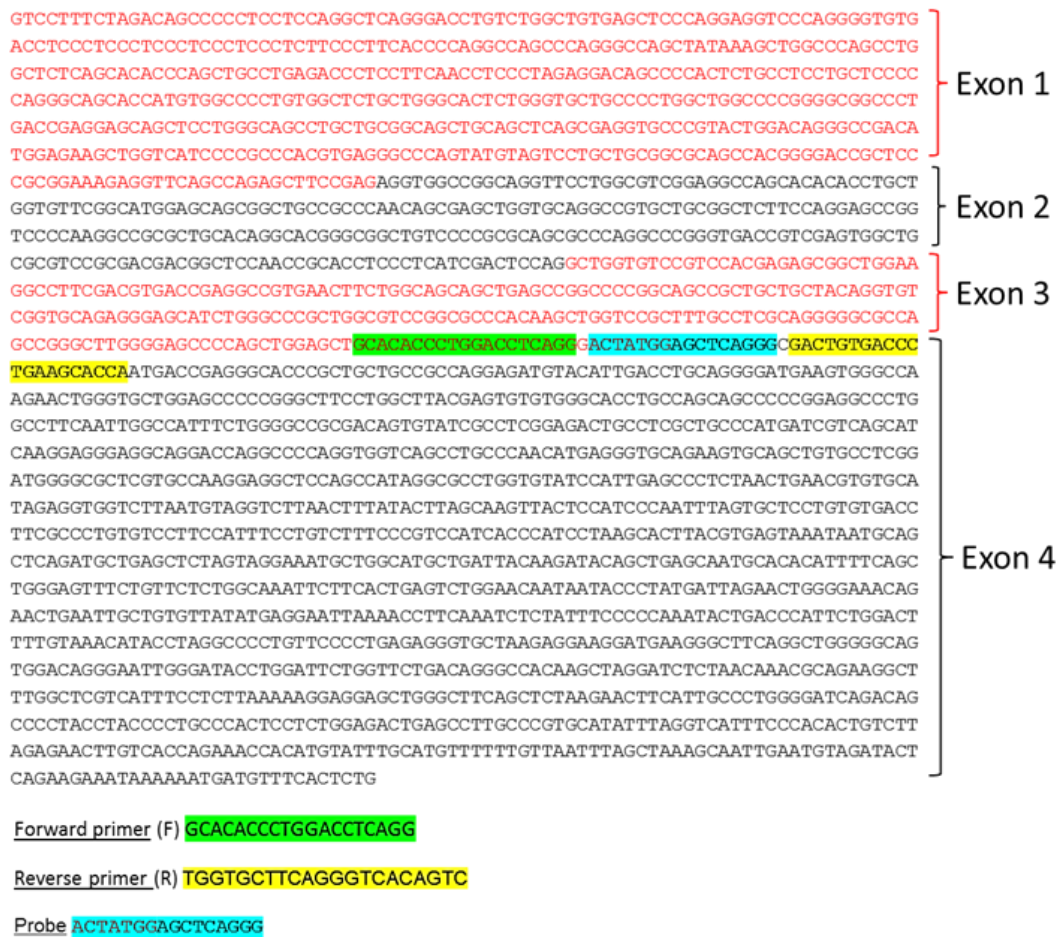 GTCCTTTCTAGACAGCCCCCTCCTCCAGGCTCAGGGACCTGTCTGGCTGTGAGCTCCCAGGAGGTCCCAGGGGTGTG
ACCTCCCTCCCTCCCTCCCTCCCTCTTCCCTTCACCCCAGGCCAGCCCAGGGCCAGCTATAAAGCTGGCCCAGCCTG
GCTCTCAGCACACCCAGCTGCCTGAGACCCTCCTTCAACCTCCCTAGAGGACAGCCCCACTCTGCCTCCTGCTCCCC
Exon 1
CAGGGCAGCACCATGTGGCCCCTGTGGCTCTGCTGGGCACTCTGGGTGCTGCCCCTGGCTGGCCCCGGGGCGGCCCT
GACCGAGGAGCAGCTCCTGGGCAGCCTGCTGCGGCAGCTGCAGCTCAGCGAGGTGCCCGTACTGGACAGGGCCGACA
TGGAGAAGCTGGTCATCCCCGCCCACGTGAGGGCCCAGTATGTAGTCCTGCTGCGGCGCAGCCACGGGGACCGCTCC
CGCGGAAAGAGGTTCAGCCAGAGCTTCCGAGAGGTGGCCGGCAGGTTCCTGGCGTCGGAGGCCAGCACACACCTGCT
GGTGTTCGGCATGGAGCAGCGGCTGCCGCCCAACAGCGAGCTGGTGCAGGCCGTGCTGCGGCTCTTCCAGGAGCCGG
Exon 2
TCCCCAAGGCCGCGCTGCACAGGCACGGGCGGCTGTCCCCGCGCAGCGCCCAGGCCCGGGTGACCGTCGAGTGGCTG
CGCGTCCGCGACGACGGCTCCAACCGCACCTCCCTCATCGACTCCAGGCTGGTGTCCGTCCACGAGAGCGGCTGGAA
GGCCTTCGACGTGACCGAGGCCGTGAACTTCTGGCAGCAGCTGAGCCGGCCCCGGCAGCCGCTGCTGCTACAGGTGT
Exon 3
CGGTGCAGAGGGAGCATCTGGGCCCGCTGGCGTCCGGCGCCCACAAGCTGGTCCGCTTTGCCTCGCAGGGGGCGCCA
GCCGGGCTTGGGGAGCCCCAGCTGGAGCTGCACACCCTGGACCTCAGGGACTATGGAGCTCAGGGCGACTGTGACCC
TGAAGCACCAATGACCGAGGGCACCCGCTGCTGCCGCCAGGAGATGTACATTGACCTGCAGGGGATGAAGTGGGCCA
AGAACTGGGTGCTGGAGCCCCCGGGCTTCCTGGCTTACGAGTGTGTGGGCACCTGCCAGCAGCCCCCGGAGGCCCTG
GCCTTCAATTGGCCATTTCTGGGGCCGCGACAGTGTATCGCCTCGGAGACTGCCTCGCTGCCCATGATCGTCAGCAT
CAAGGAGGGAGGCAGGACCAGGCCCCAGGTGGTCAGCCTGCCCAACATGAGGGTGCAGAAGTGCAGCTGTGCCTCGG
ATGGGGCGCTCGTGCCAAGGAGGCTCCAGCCATAGGCGCCTGGTGTATCCATTGAGCCCTCTAACTGAACGTGTGCA
TAGAGGTGGTCTTAATGTAGGTCTTAACTTTATACTTAGCAAGTTACTCCATCCCAATTTAGTGCTCCTGTGTGACC
TTCGCCCTGTGTCCTTCCATTTCCTGTCTTTCCCGTCCATCACCCATCCTAAGCACTTACGTGAGTAAATAATGCAG
Exon 4
CTCAGATGCTGAGCTCTAGTAGGAAATGCTGGCATGCTGATTACAAGATACAGCTGAGCAATGCACACATTTTCAGC
TGGGAGTTTCTGTTCTCTGGCAAATTCTTCACTGAGTCTGGAACAATAATACCCTATGATTAGAACTGGGGAAACAG
AACTGAATTGCTGTGTTATATGAGGAATTAAAACCTTCAAATCTCTATTTCCCCCAAATACTGACCCATTCTGGACT
TTTGTAAACATACCTAGGCCCCTGTTCCCCTGAGAGGGTGCTAAGAGGAAGGATGAAGGGCTTCAGGCTGGGGGCAG
TGGACAGGGAATTGGGATACCTGGATTCTGGTTCTGACAGGGCCACAAGCTAGGATCTCTAACAAACGCAGAAGGCT
TTGGCTCGTCATTTCCTCTTAAAAAGGAGGAGCTGGGCTTCAGCTCTAAGAACTTCATTGCCCTGGGGATCAGACAG
CCCCTACCTACCCCTGCCCACTCCTCTGGAGACTGAGCCTTGCCCGTGCATATTTAGGTCATTTCCCACACTGTCTT
AGAGAACTTGTCACCAGAAACCACATGTATTTGCATGTTTTTTGTTAATTTAGCTAAAGCAATTGAATGTAGATACT
CAGAAGAAATAAAAAATGATGTTTCACTCTG
Forward primer (F) GCACACCCTGGACCTCAGG
Reverse primer (R) TGGTGCTTCAGGGTCACAGTC
Probe ACTATGGAGCTCAGGG